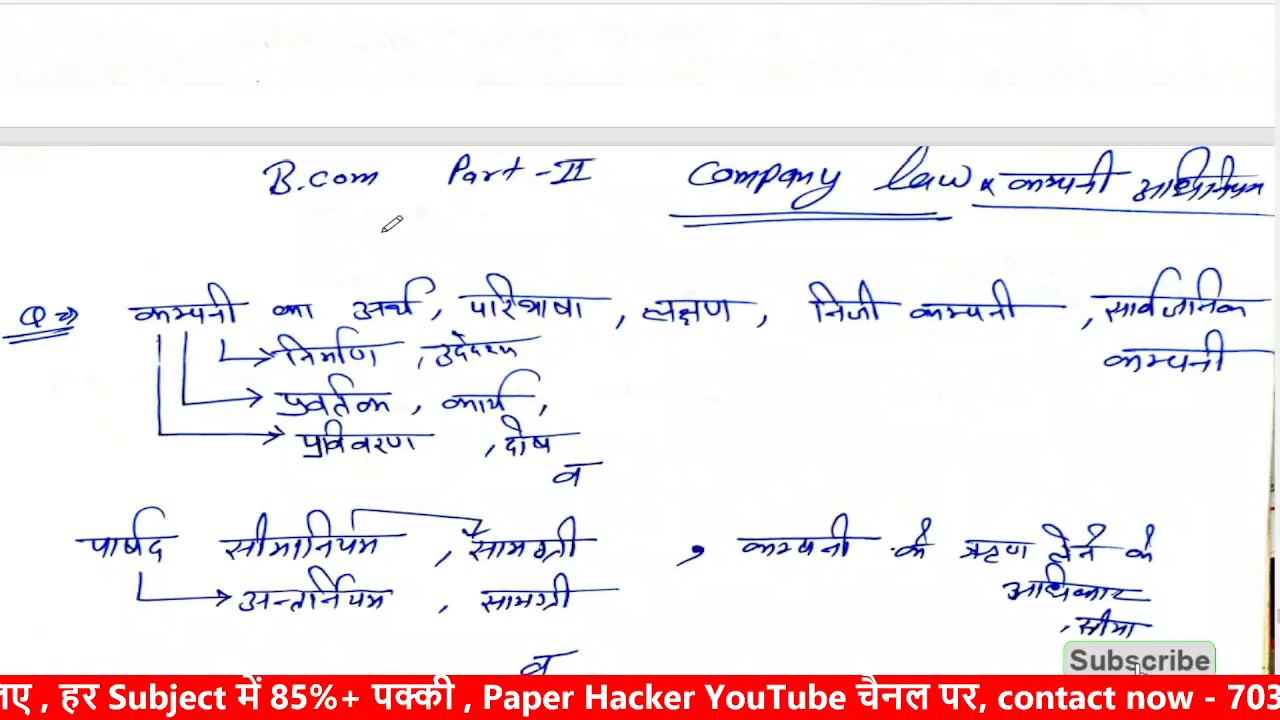 B.com Part-II Company law & कम्पनी अधिनियम
Q⇒ कम्पनी का अर्थ, परिभाषा, लक्षण, निजी कम्पनी, सार्वजनिक
कम्पनी
निर्माण, उद्देश्य
प्रवर्तक, कार्य,
प्रविवरण, दोष
व
पार्षद सीमानियम, सामग्री, कम्पनी के ऋण लेने के
अधिकार
, सीमा
अन्तर्नियम, सामग्री
व
Subscribe
लिए , हर Subject में 85%+ पक्की , Paper Hacker YouTube चैनल पर, contact now - 703